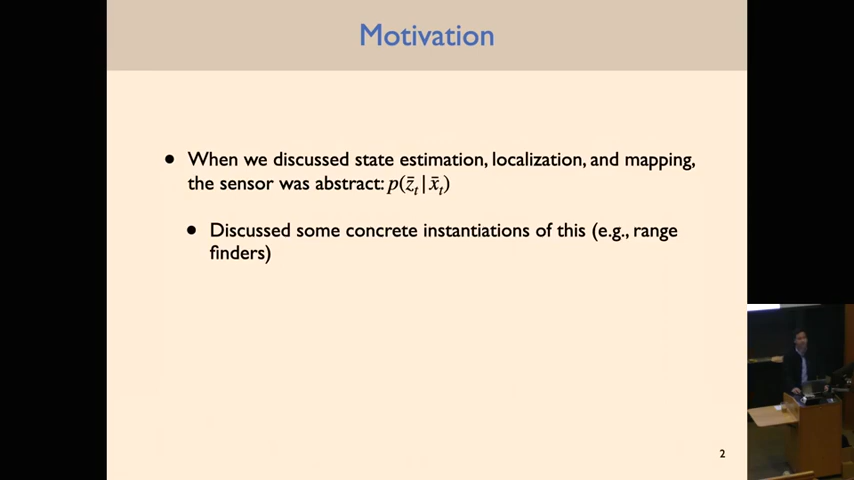 Motivation
● When we discussed state estimation, localization, and mapping,
the sensor was abstract: p(z̄ₜ|x̄ₜ)
● Discussed some concrete instantiations of this (e.g., range
finders)
2